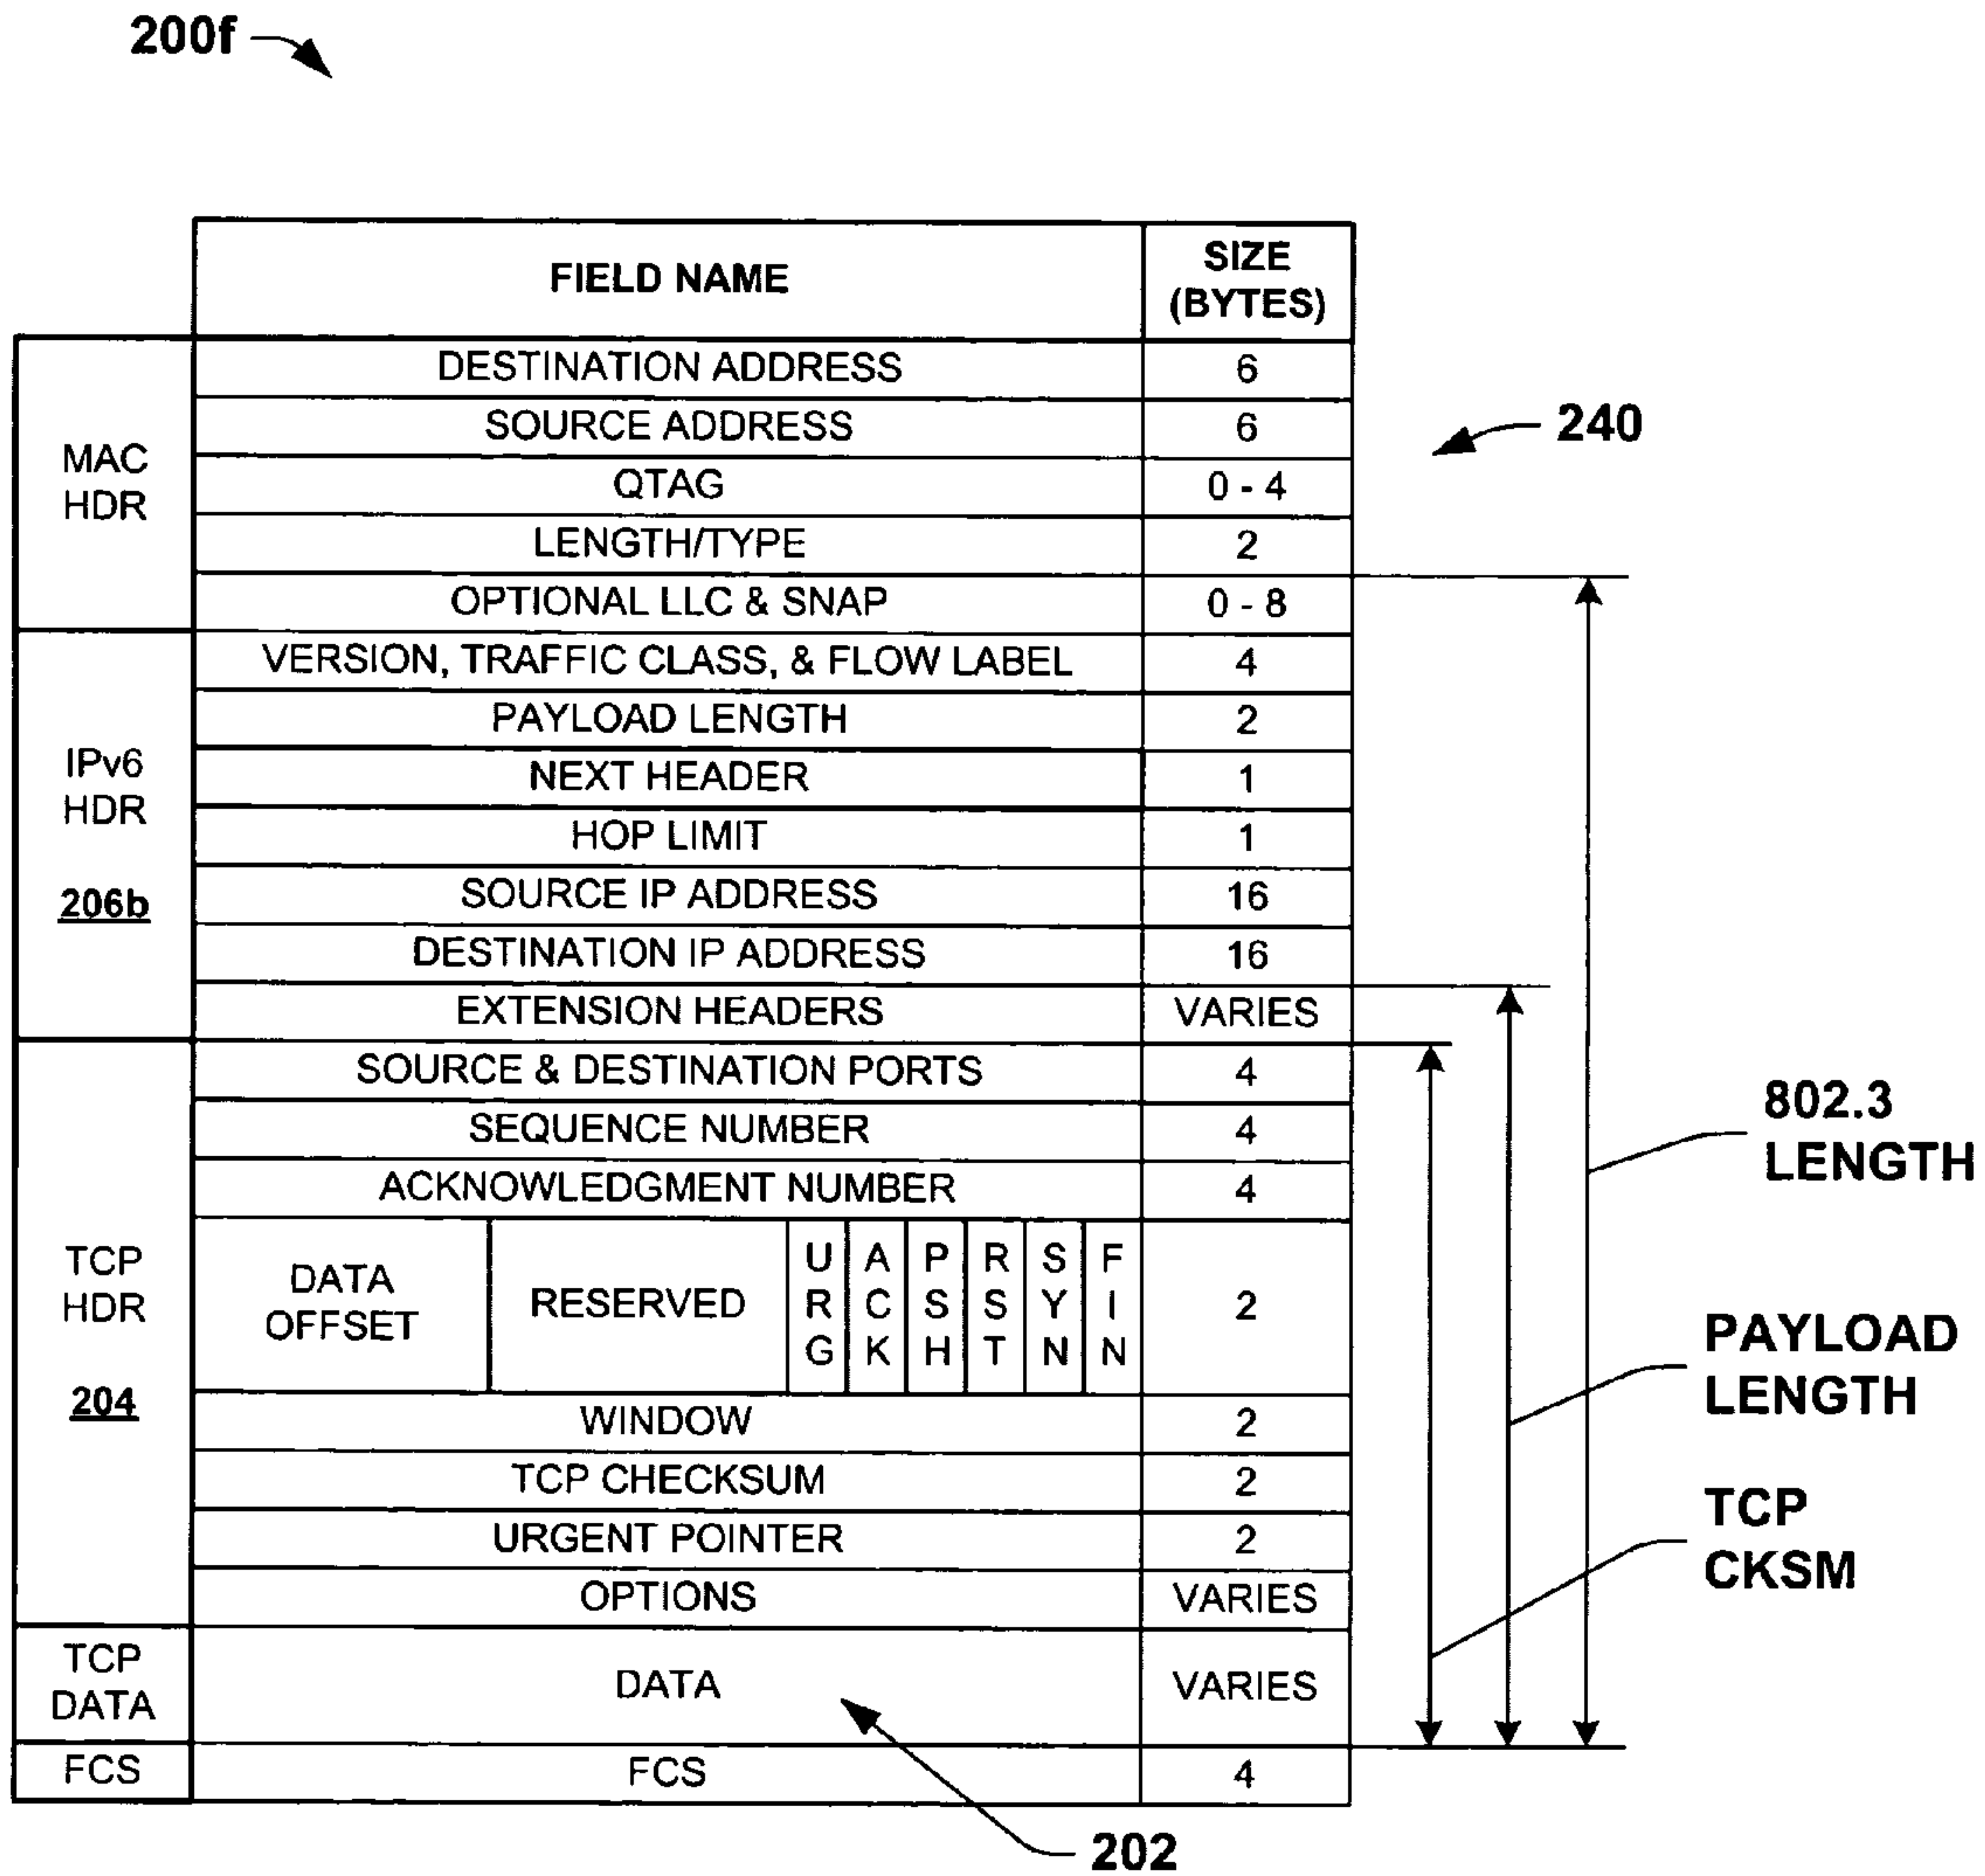 200f
FIELD NAME
SIZE
(BYTES)
MAC
HDR
DESTINATION ADDRESS 6
SOURCE ADDRESS 6
QTAG 0 - 4
LENGTH/TYPE 2
OPTIONAL LLC & SNAP 0 - 8
240
IPv6
HDR
206b
VERSION, TRAFFIC CLASS, & FLOW LABEL 4
PAYLOAD LENGTH 2
NEXT HEADER 1
HOP LIMIT 1
SOURCE IP ADDRESS 16
DESTINATION IP ADDRESS 16
EXTENSION HEADERS VARIES
TCP
HDR
204
SOURCE & DESTINATION PORTS 4
SEQUENCE NUMBER 4
ACKNOWLEDGMENT NUMBER 4
DATA
OFFSET
RESERVED
URG
ACK
PSH
RST
SYN
FIN
2
WINDOW 2
TCP CHECKSUM 2
URGENT POINTER 2
OPTIONS VARIES
TCP
DATA
DATA VARIES
FCS FCS 4
802.3
LENGTH
PAYLOAD
LENGTH
TCP
CKSM
202